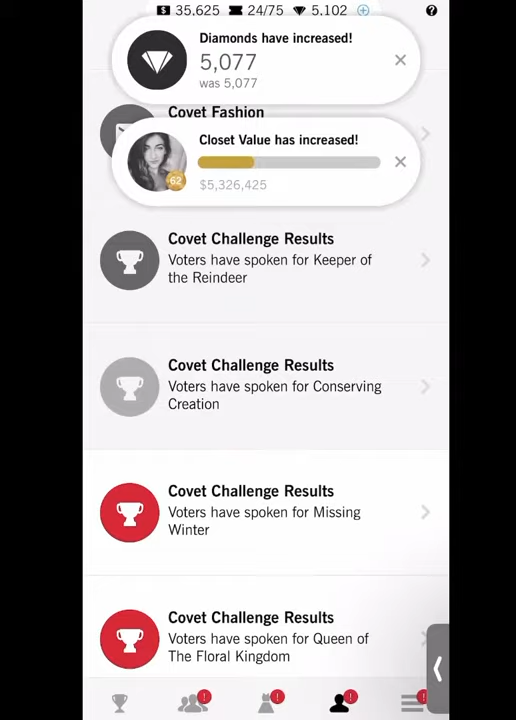 35,625 24/75 5,102
Diamonds have increased!
5,077
was 5,077
Covet Fashion
Closet Value has increased!
62
$5,326,425
Covet Challenge Results
Voters have spoken for Keeper of
the Reindeer
Covet Challenge Results
Voters have spoken for Conserving
Creation
Covet Challenge Results
Voters have spoken for Missing
Winter
Covet Challenge Results
Voters have spoken for Queen of
The Floral Kingdom